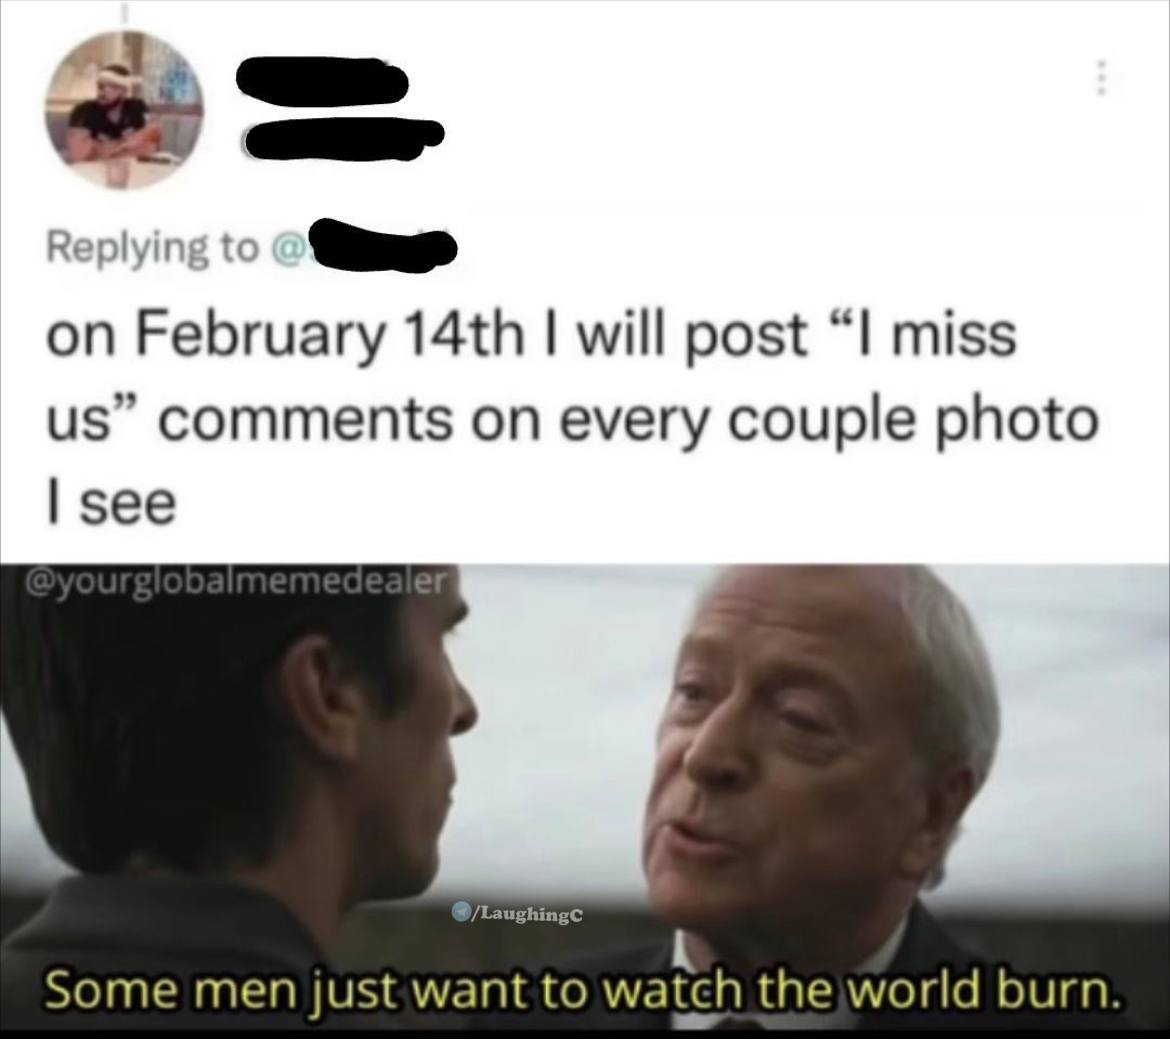 Replying to @
on February 14th I will post “I miss
us” comments on every couple photo
I see
@yourglobalmemedealer
/LaughingC
Some men just want to watch the world burn.